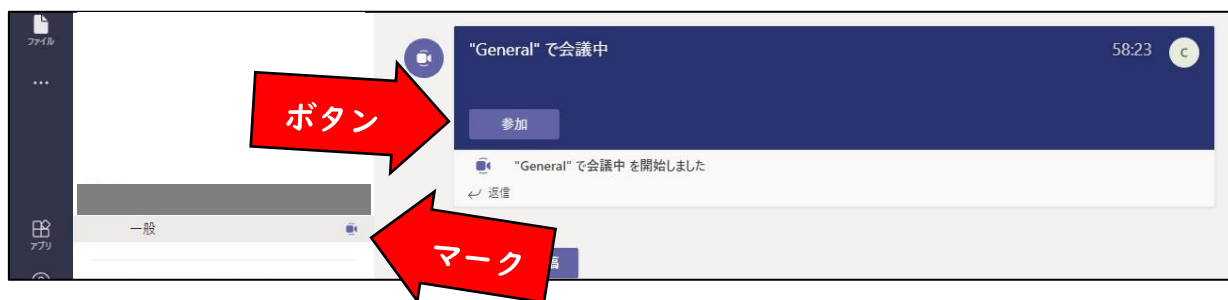 ファイル
…
アプリ
一般
"General" で会議中
58:23
C
参加
"General" で会議中 を開始しました
返信
ボタン
マーク